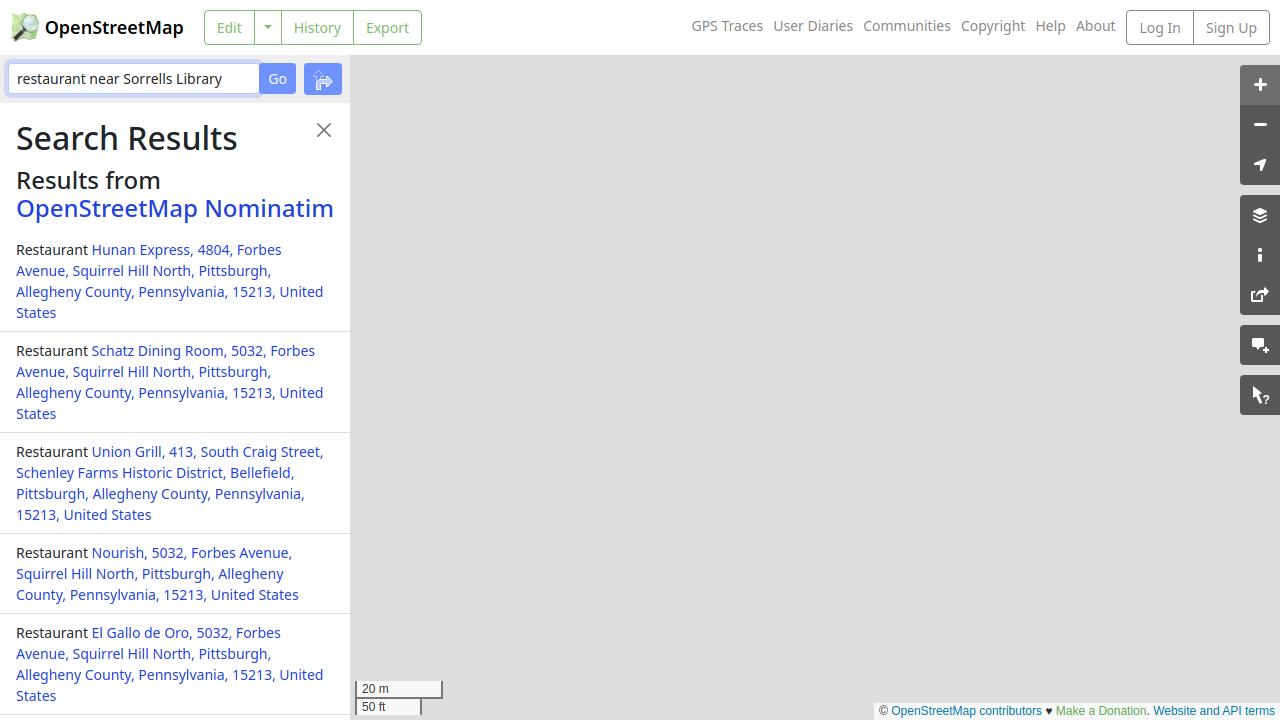 OpenStreetMap
Edit
History
Export
GPS Traces
User Diaries
Communities
Copyright
Help
About
Log In
Sign Up
restaurant near Sorrells Library
Go
Search Results
Results from
OpenStreetMap Nominatim
Restaurant Hunan Express, 4804, Forbes
Avenue, Squirrel Hill North, Pittsburgh,
Allegheny County, Pennsylvania, 15213, United
States
Restaurant Schatz Dining Room, 5032, Forbes
Avenue, Squirrel Hill North, Pittsburgh,
Allegheny County, Pennsylvania, 15213, United
States
Restaurant Union Grill, 413, South Craig Street,
Schenley Farms Historic District, Bellefield,
Pittsburgh, Allegheny County, Pennsylvania,
15213, United States
Restaurant Nourish, 5032, Forbes Avenue,
Squirrel Hill North, Pittsburgh, Allegheny
County, Pennsylvania, 15213, United States
Restaurant El Gallo de Oro, 5032, Forbes
Avenue, Squirrel Hill North, Pittsburgh,
Allegheny County, Pennsylvania, 15213, United
States
20 m
50 ft
© OpenStreetMap contributors ♥ Make a Donation. Website and API terms